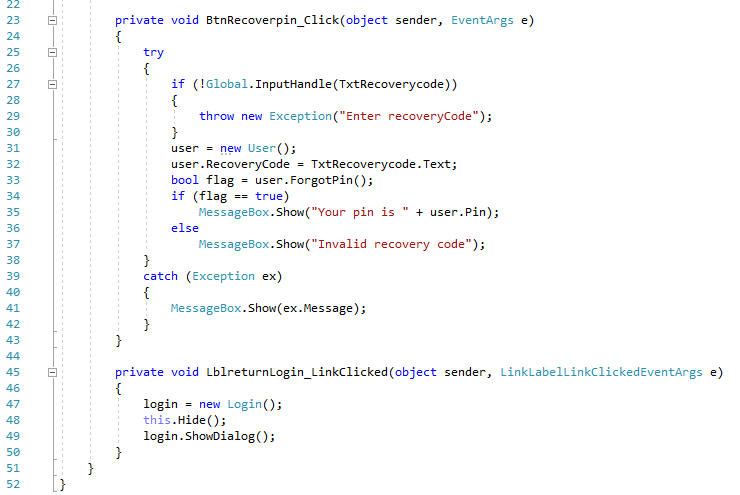 22
23 private void BtnRecoverpin_Click(object sender, EventArgs e)
24 {
25 try
26 {
27 if (!Global.InputHandle(TxtRecoverycode))
28 {
29 throw new Exception("Enter recoveryCode");
30 }
31 user = new User();
32 user.RecoveryCode = TxtRecoverycode.Text;
33 bool flag = user.ForgotPin();
34 if (flag == true)
35 MessageBox.Show("Your pin is " + user.Pin);
36 else
37 MessageBox.Show("Invalid recovery code");
38 }
39 catch (Exception ex)
40 {
41 MessageBox.Show(ex.Message);
42 }
43 }
44
45 private void LblreturnLogin_LinkClicked(object sender, LinkLabelLinkClickedEventArgs e)
46 {
47 login = new Login();
48 this.Hide();
49 login.ShowDialog();
50 }
51 }
52 }